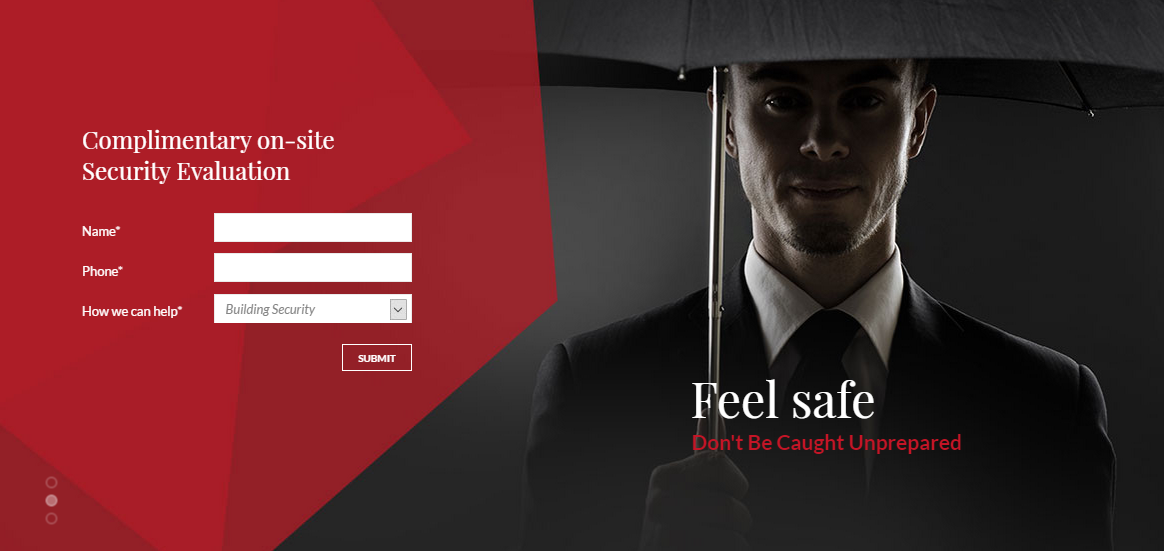 Complimentary on-site
Security Evaluation
Name*
Phone*
How we can help*
Building Security
SUBMIT
Feel safe
Don't Be Caught Unprepared